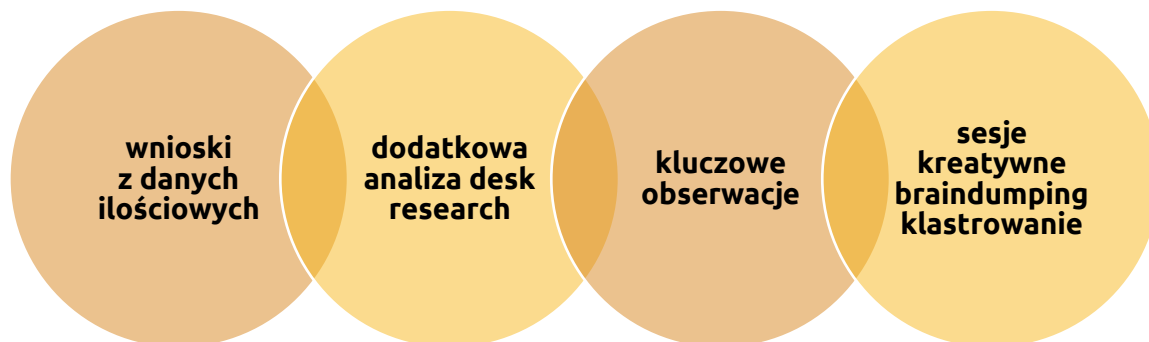 wnioski
z danych
ilościowych
dodatkowa
analiza desk
research
kluczowe
obserwacje
sesje
kreatywne
braindumping
klastrowanie